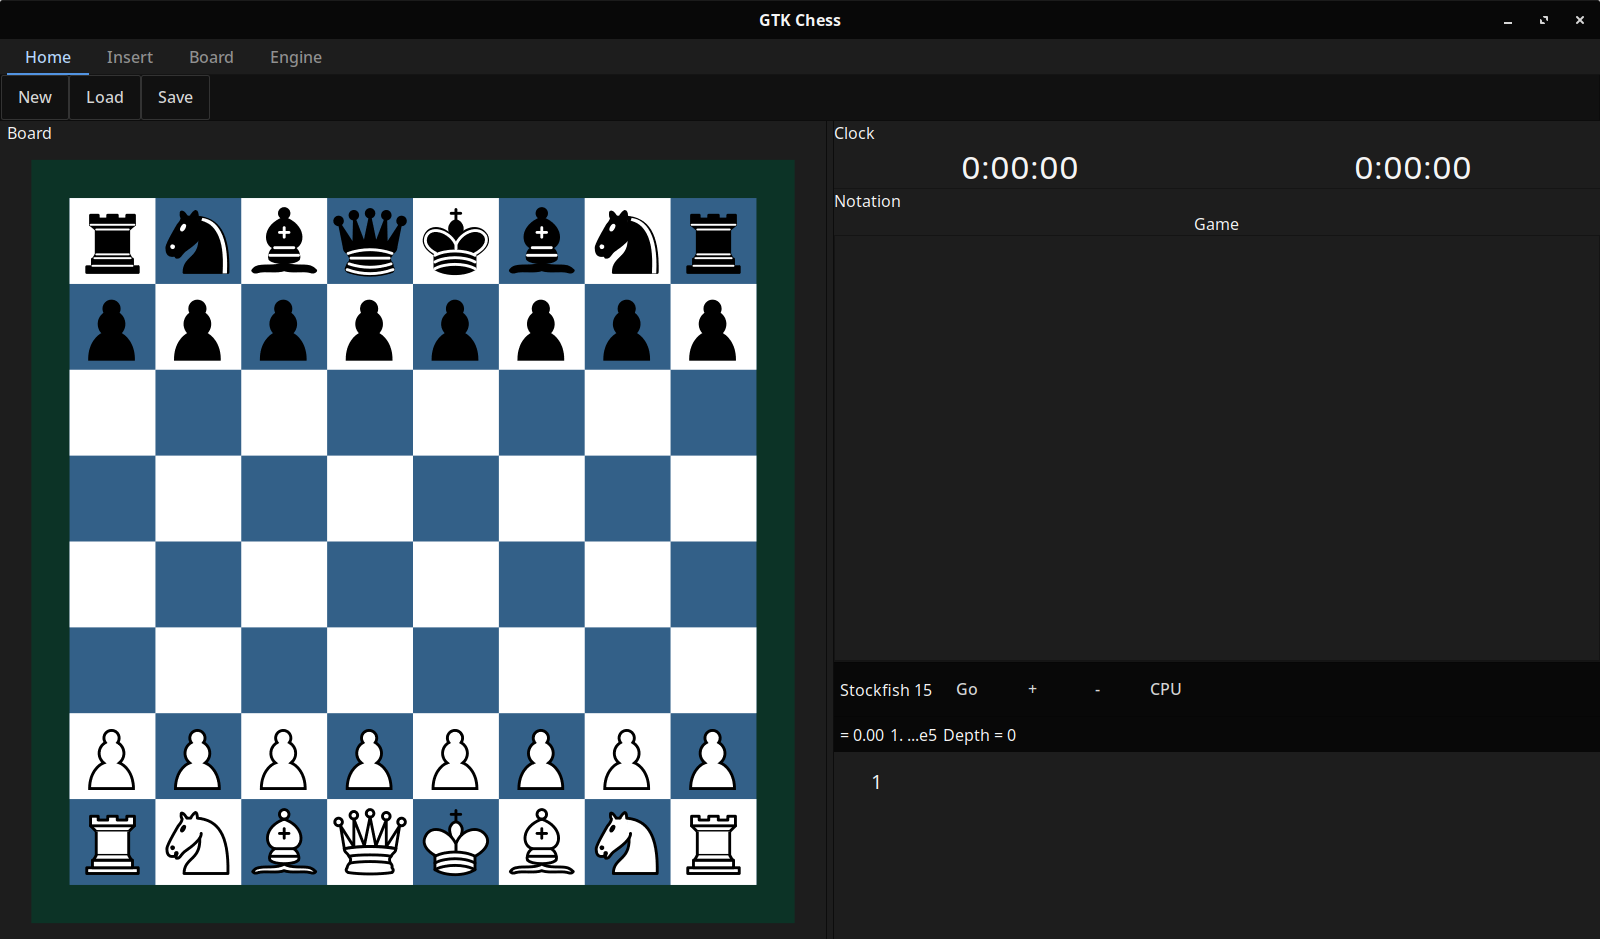 GTK Chess
Home Insert Board Engine
New Load Save
Board
Clock
0:00:00 0:00:00
Notation
Game
Stockfish 15 Go + - CPU
= 0.00 1. ...e5 Depth = 0
1